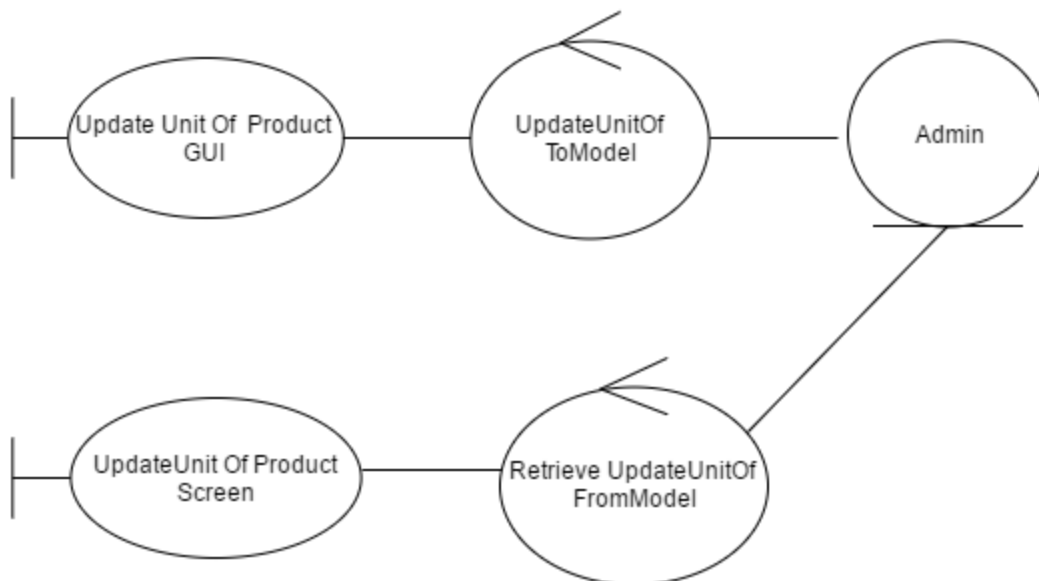 Update Unit Of Product
GUI
UpdateUnitOf
ToModel
Admin
UpdateUnit Of Product
Screen
Retrieve UpdateUnitOf
FromModel